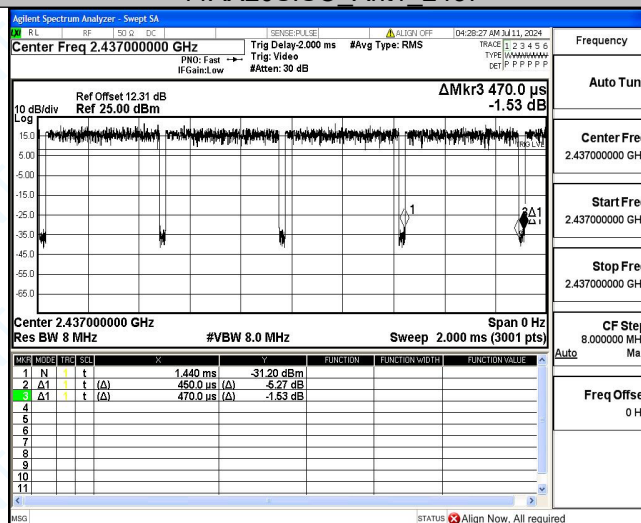 Agilent Spectrum Analyzer - Swept SA
RL RF 50 Ω DC SENSE:PULSE ALIGN OFF 04:28:27 AM Jul 11, 2024
Center Freq 2.437000000 GHz
PNO: Fast
IFGain:Low
Trig Delay-2.000 ms
Trig: Video
#Atten: 30 dB
#Avg Type: RMS
TRACE 1 2 3 4 5 6
TYPE
DET P P P P P P
Ref Offset 12.31 dB
10 dB/div Ref 25.00 dBm
Log
ΔMkr3 470.0 µs
-1.53 dB
15.0
5.00
-5.00
-15.0
-25.0
-35.0
-45.0
-55.0
-65.0
TRIG LVL
1
3Δ1
Center 2.437000000 GHz Span 0 Hz
Res BW 8 MHz #VBW 8.0 MHz Sweep 2.000 ms (3001 pts)
MKR MODE TRC SCL X Y FUNCTION FUNCTION WIDTH FUNCTION VALUE
1 N 1 t 1.440 ms -31.20 dBm
2 Δ1 1 t (Δ) 450.0 µs (Δ) -5.27 dB
3 Δ1 1 t (Δ) 470.0 µs (Δ) -1.53 dB
4
5
6
7
8
9
10
11
MSG STATUS Align Now, All required
Frequency
Auto Tun
Center Fre
2.437000000 GH
Start Fre
2.437000000 GH
Stop Fre
2.437000000 GH
CF Ste
8.000000 MH
Auto Ma
Freq Offse
0 H